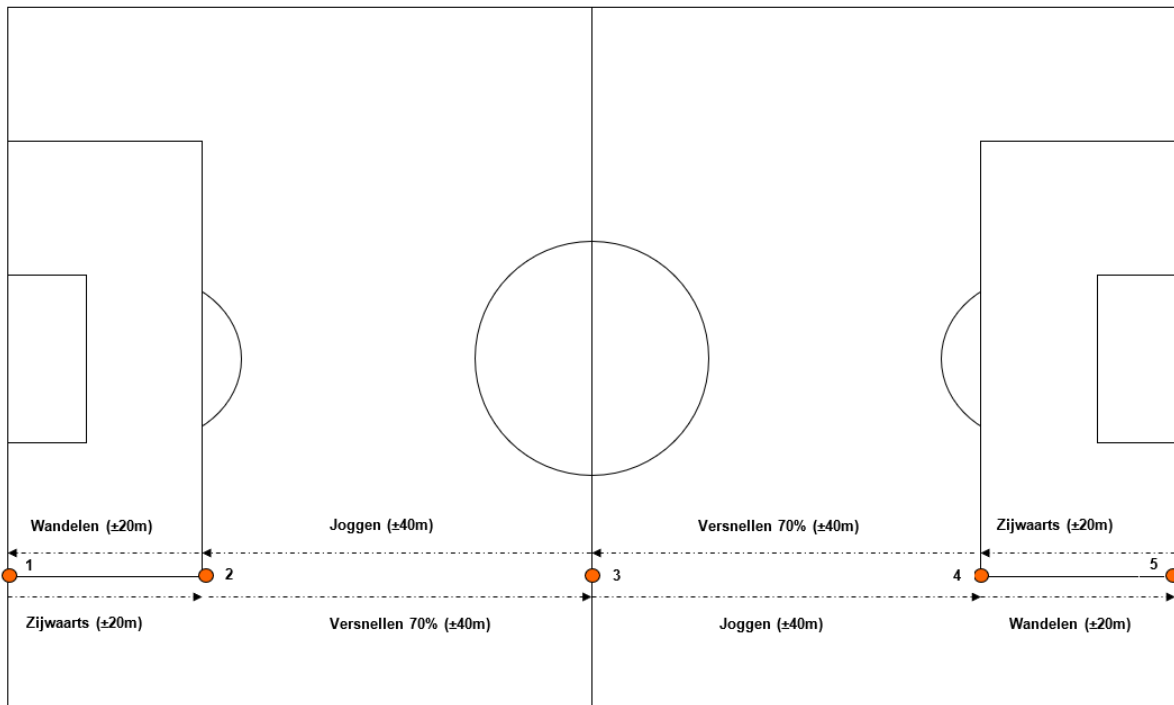 Wandelen (±20m)
Joggen (±40m)
Versnellen 70% (±40m)
Zijwaarts (±20m)
1
2
3
4
5
Zijwaarts (±20m)
Versnellen 70% (±40m)
Joggen (±40m)
Wandelen (±20m)